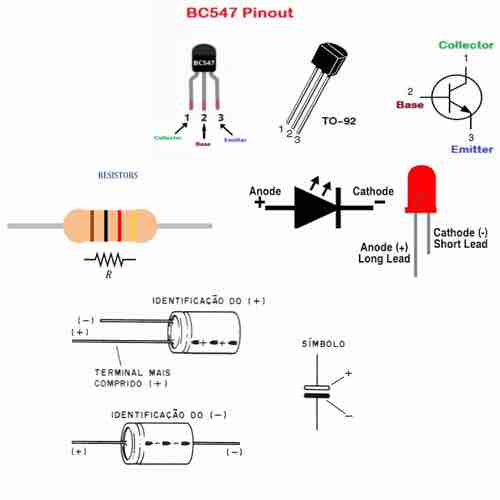 BC547 Pinout
BC547
1 2 3
Collector
Base
Emitter
1
2
3
TO-92
Collector
1
2
Base
3
Emitter
RESISTORS
R
Anode
+
Cathode
-
Cathode (-)
Short Lead
Anode (+)
Long Lead
IDENTIFICAÇÃO DO (+)
(-)
(+)
TERMINAL MAIS
COMPRIDO (+)
SÍMBOLO
+
-
IDENTIFICAÇÃO DO (-)
(+)
(-)